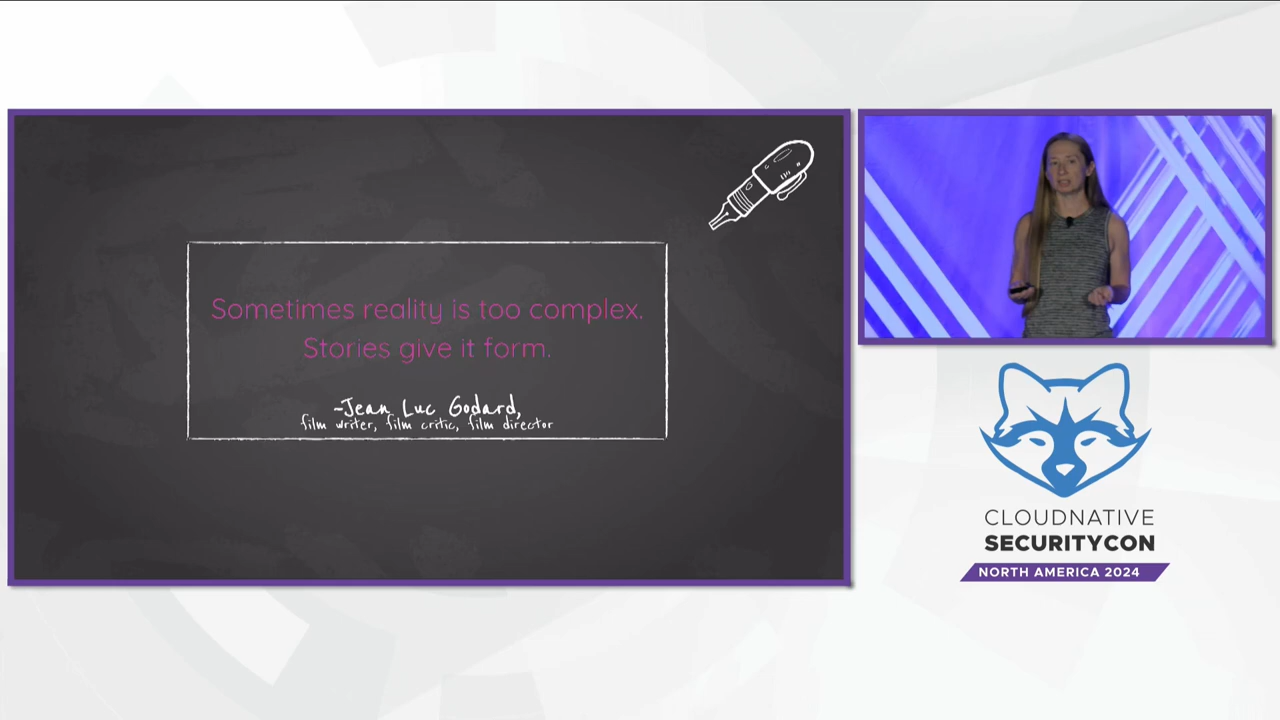 Sometimes reality is too complex.
Stories give it form.
~Jean Luc Godard,
film writer, film critic, film director
CLOUDNATIVE
SECURITYCON
NORTH AMERICA 2024